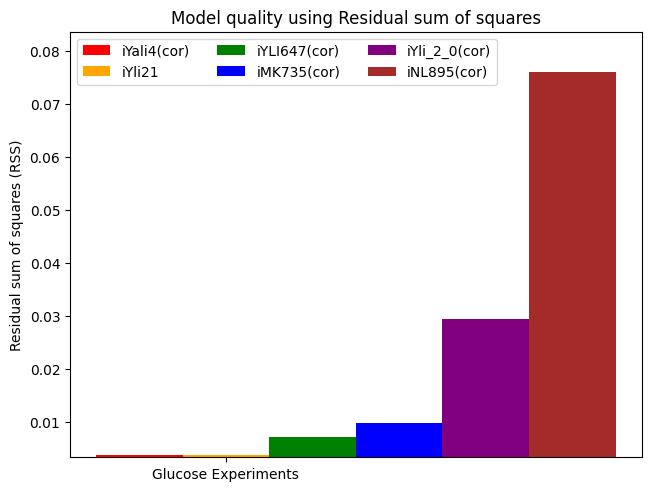 Model quality using Residual sum of squares
iYali4(cor) iYLI647(cor) iYli_2_0(cor)
iYli21 iMK735(cor) iNL895(cor)
Residual sum of squares (RSS)
0.08
0.07
0.06
0.05
0.04
0.03
0.02
0.01
Glucose Experiments